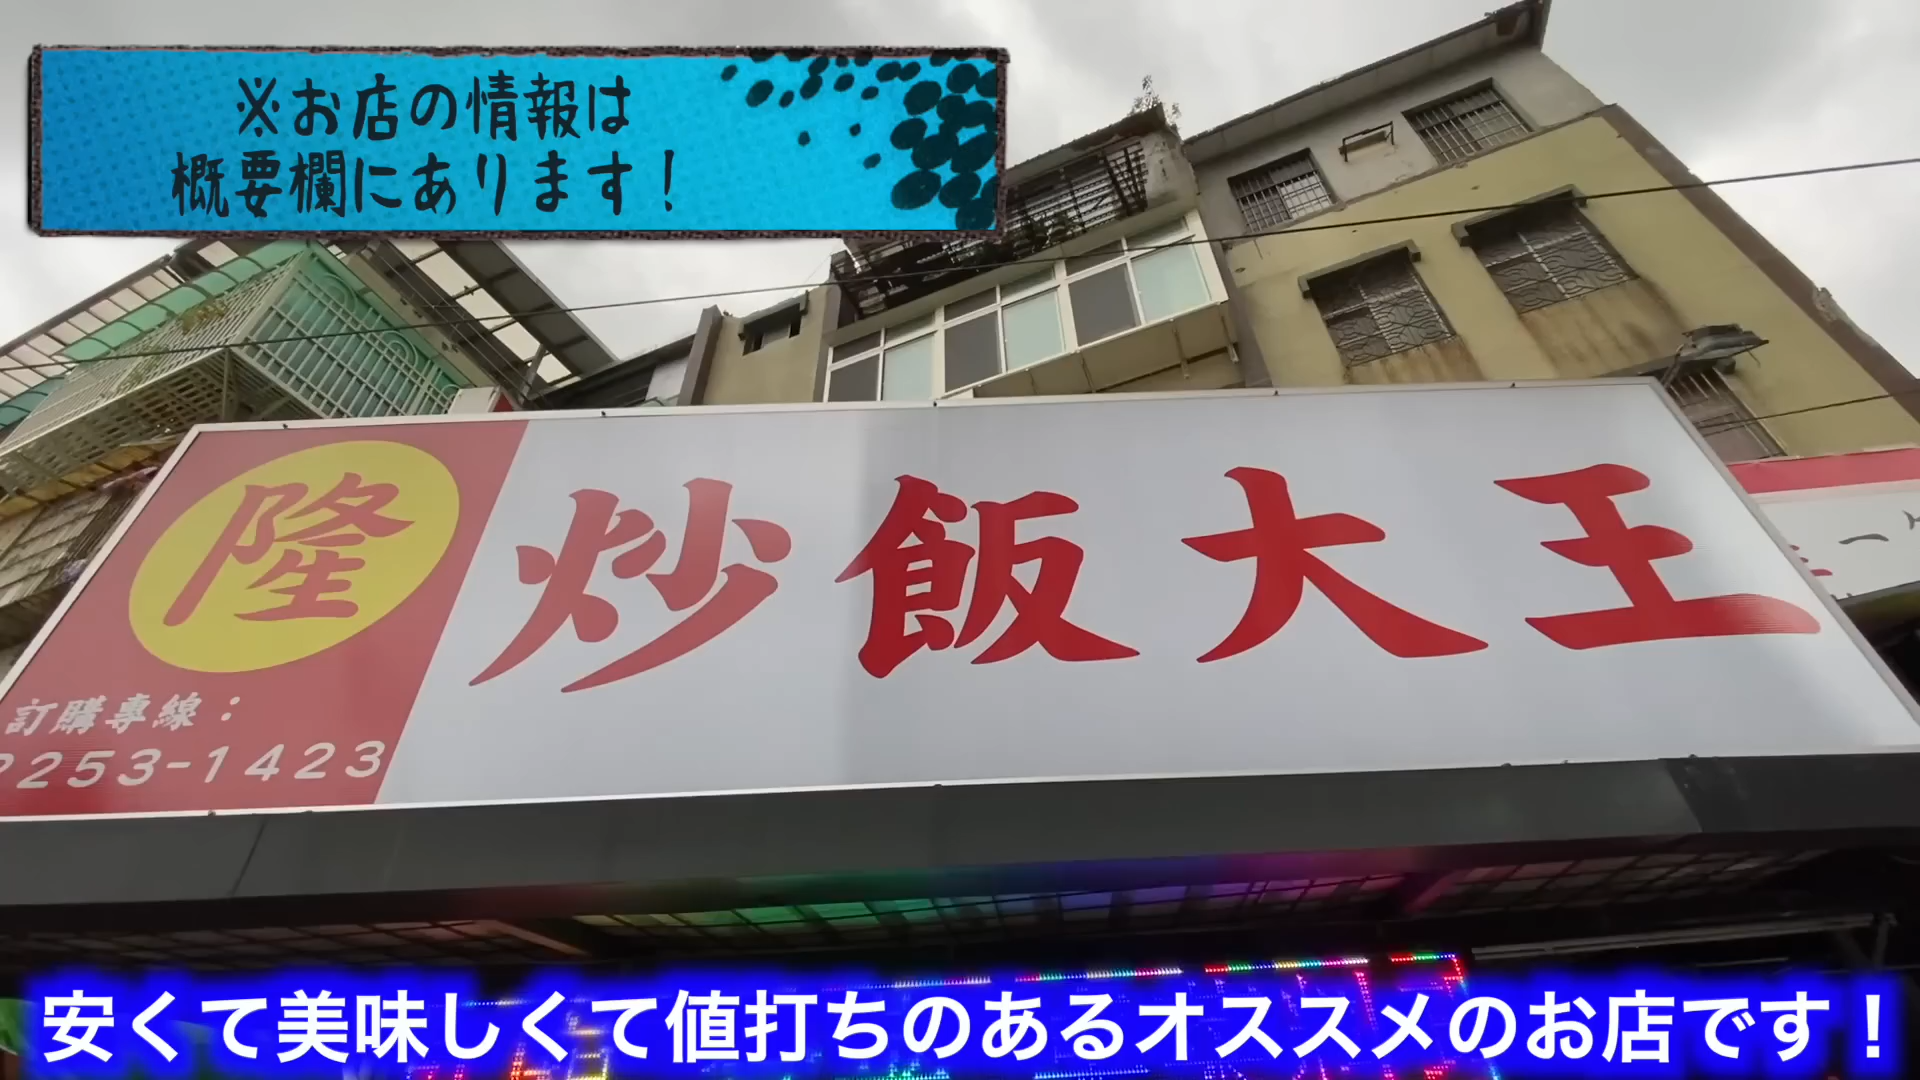 ※お店の情報は
概要欄にあります！
隆
炒飯大王
訂購專線：
2253-1423
安くて美味しくて値打ちのあるオススメのお店です！